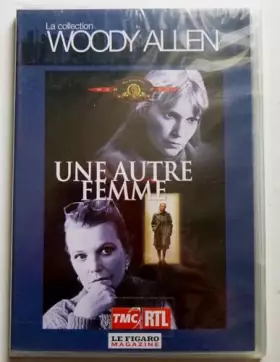 La collection
WOODY ALLEN
UNE AUTRE
FEMME
TMC RTL
LE FIGARO
MAGAZINE